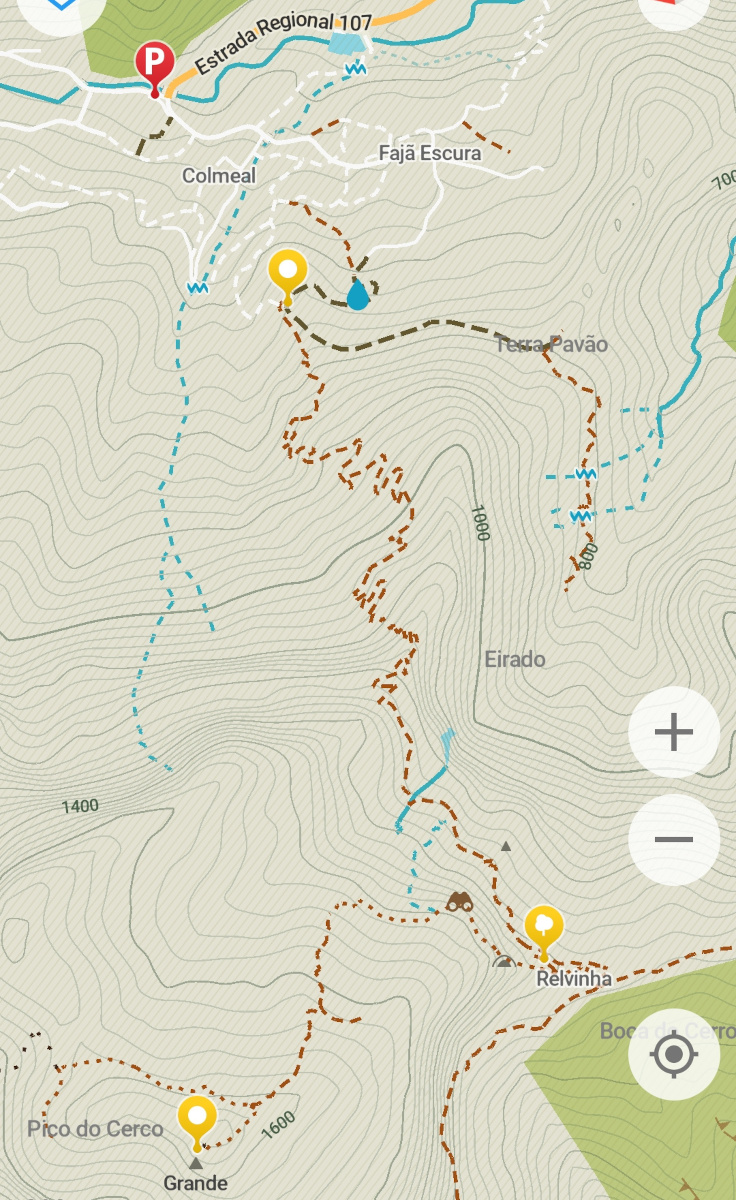 Estrada Regional 107
P
Fajã Escura
Colmeal
700
Terra Pavão
1000
800
Eirado
1400
Relvinha
Boca do Cerro
Pico do Cerco
1600
Grande